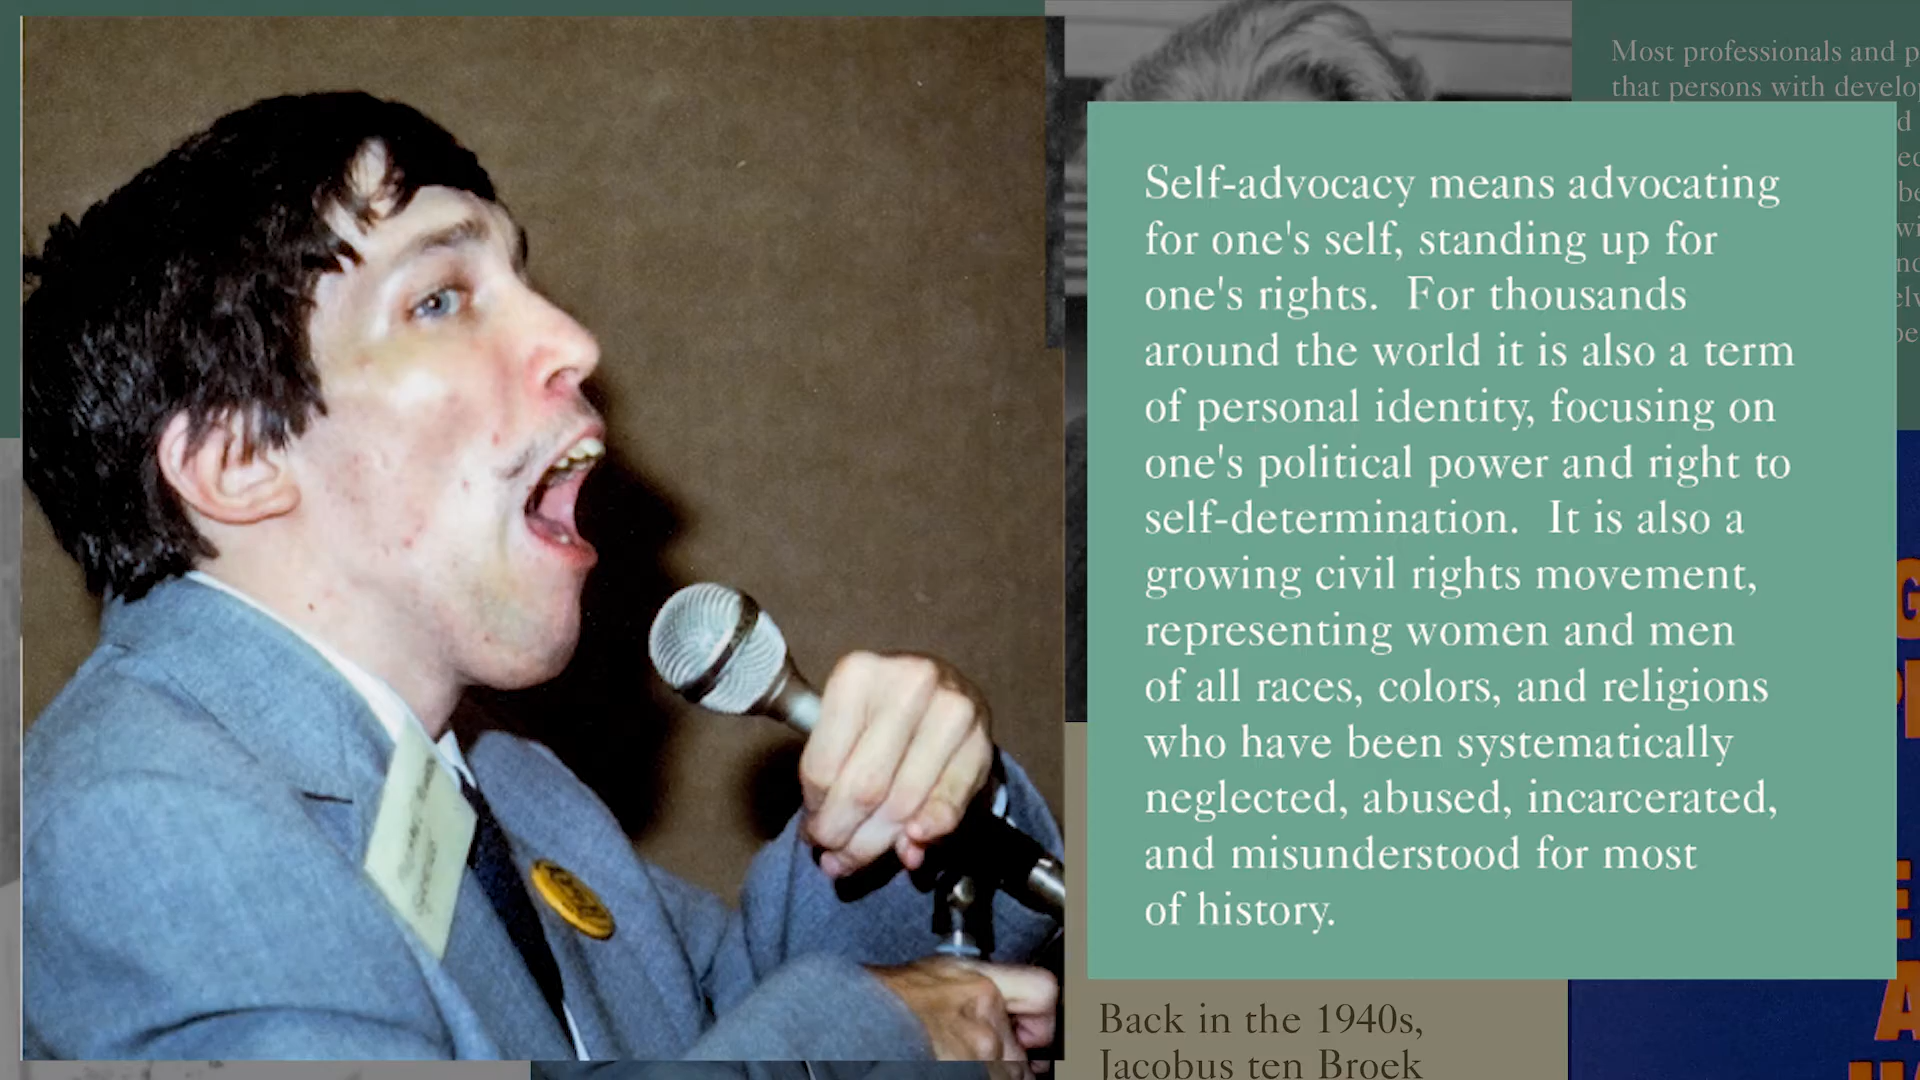 Most professionals and
that persons with
Self-advocacy means advocating
for one's self, standing up for
one's rights.  For thousands
around the world it is also a term
of personal identity, focusing on
one's political power and right to
self-determination.  It is also a
growing civil rights movement,
representing women and men
of all races, colors, and religions
who have been systematically
neglected, abused, incarcerated,
and misunderstood for most
of history.
Back in the 1940s,
Jacobus ten Broek